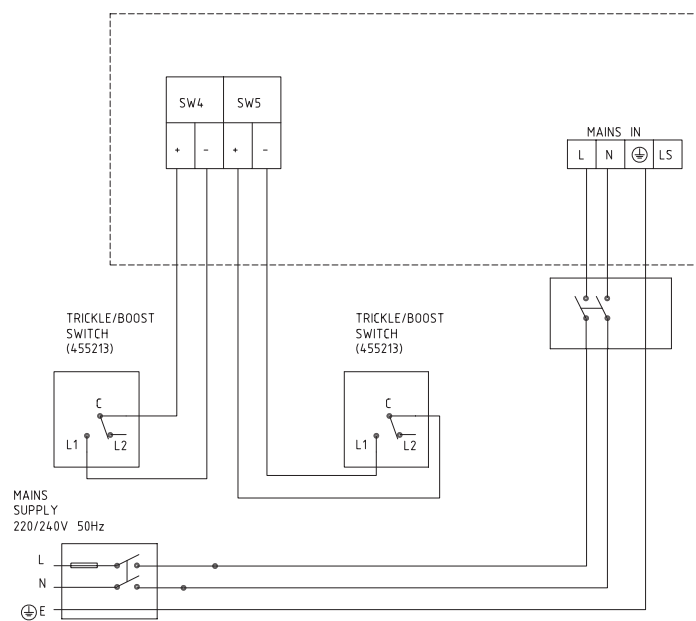 SW4 SW5
+ - + -
MAINS IN
L N LS
TRICKLE/BOOST
SWITCH
(455213)
C
L1 L2
TRICKLE/BOOST
SWITCH
(455213)
C
L1 L2
MAINS
SUPPLY
220/240V 50Hz
L
N
E